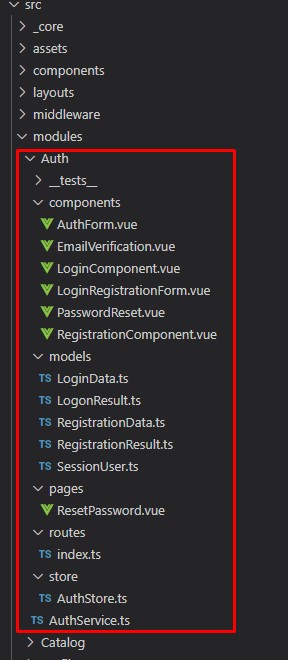 src
_core
assets
components
layouts
middleware
modules
Auth
__tests__
components
AuthForm.vue
EmailVerification.vue
LoginComponent.vue
LoginRegistrationForm.vue
PasswordReset.vue
RegistrationComponent.vue
models
TS LoginData.ts
TS LogonResult.ts
TS RegistrationData.ts
TS RegistrationResult.ts
TS SessionUser.ts
pages
ResetPassword.vue
routes
TS index.ts
store
TS AuthStore.ts
TS AuthService.ts
Catalog